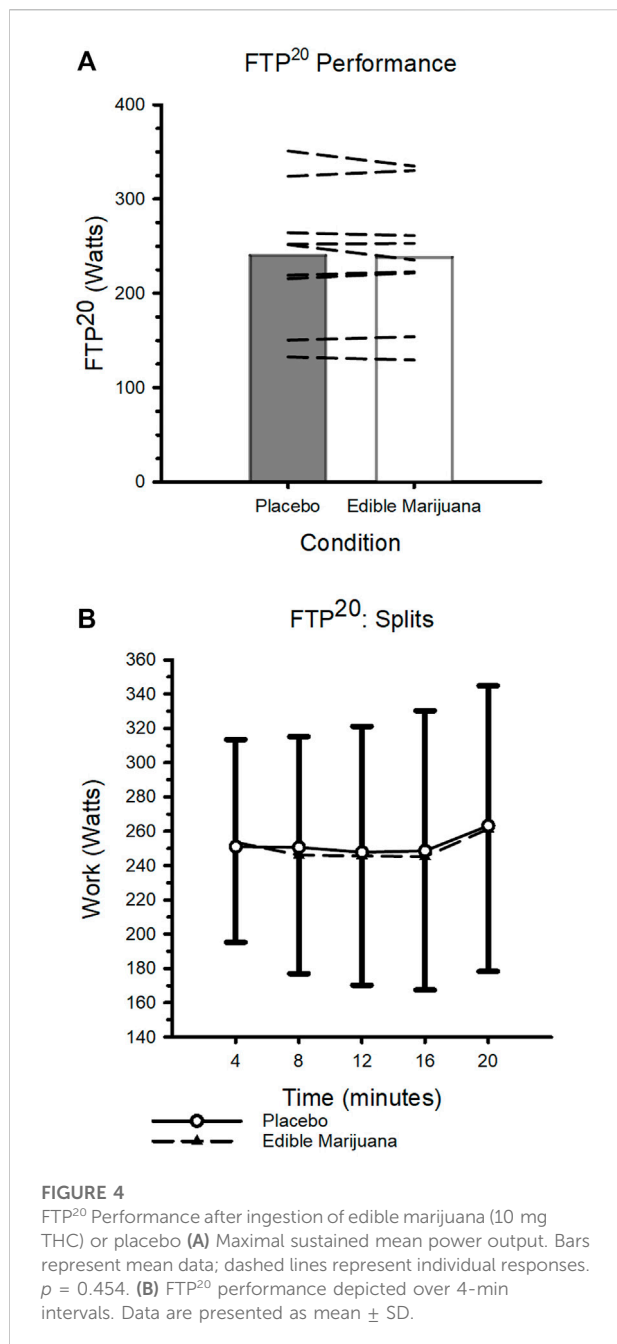 A
FTP²⁰ Performance
400
300
200
100
0
FTP²⁰ (Watts)
Placebo
Edible Marijuana
Condition
B
FTP²⁰: Splits
360
340
320
300
280
260
240
220
200
180
160
140
Work (Watts)
4 8 12 16 20
Time (minutes)
Placebo
Edible Marijuana
FIGURE 4
FTP²⁰ Performance after ingestion of edible marijuana (10 mg
THC) or placebo (A) Maximal sustained mean power output. Bars
represent mean data; dashed lines represent individual responses.
p = 0.454. (B) FTP²⁰ performance depicted over 4-min
intervals. Data are presented as mean ± SD.